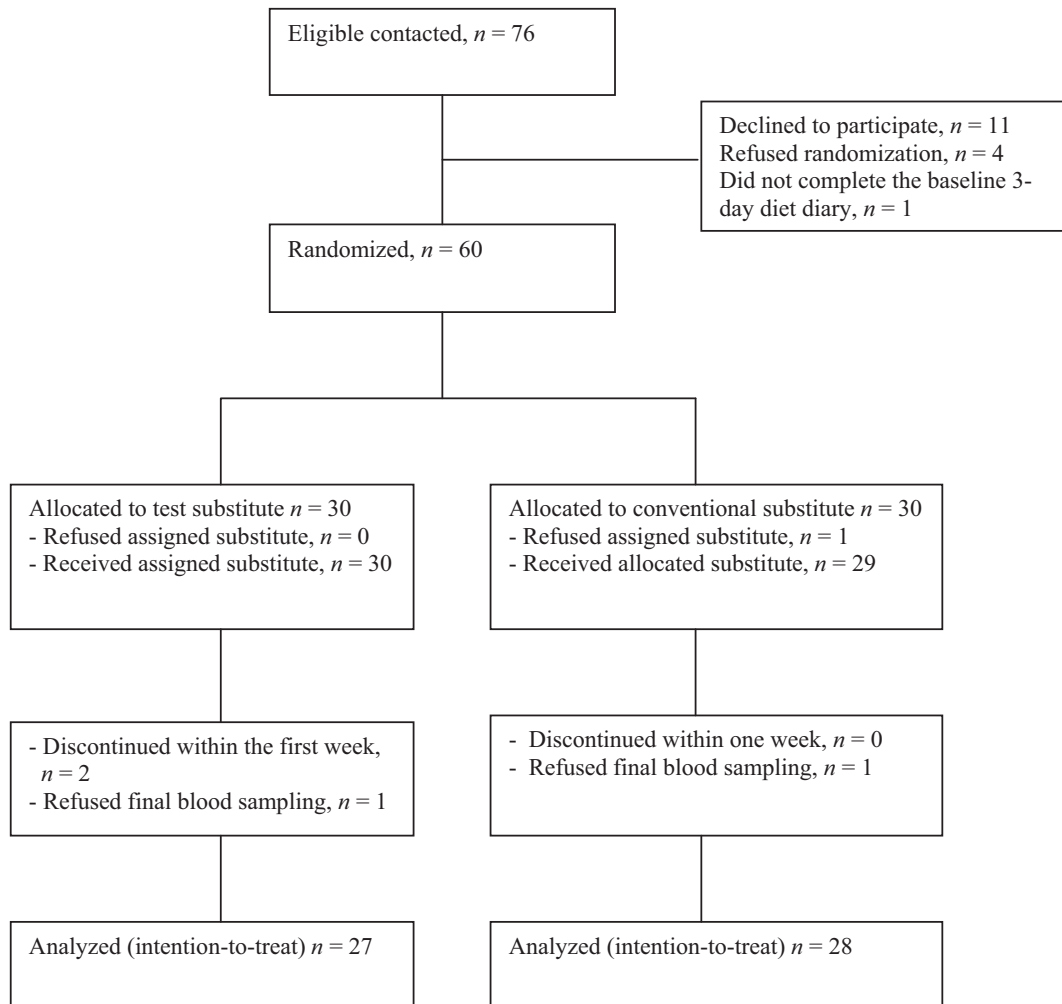 Eligible contacted, n = 76
Declined to participate, n = 11
Refused randomization, n = 4
Did not complete the baseline 3-
day diet diary, n = 1
Randomized, n = 60
Allocated to test substitute n = 30
- Refused assigned substitute, n = 0
- Received assigned substitute, n = 30
Allocated to conventional substitute n = 30
- Refused assigned substitute, n = 1
- Received allocated substitute, n = 29
- Discontinued within the first week,
n = 2
- Refused final blood sampling, n = 1
- Discontinued within one week, n = 0
- Refused final blood sampling, n = 1
Analyzed (intention-to-treat) n = 27
Analyzed (intention-to-treat) n = 28